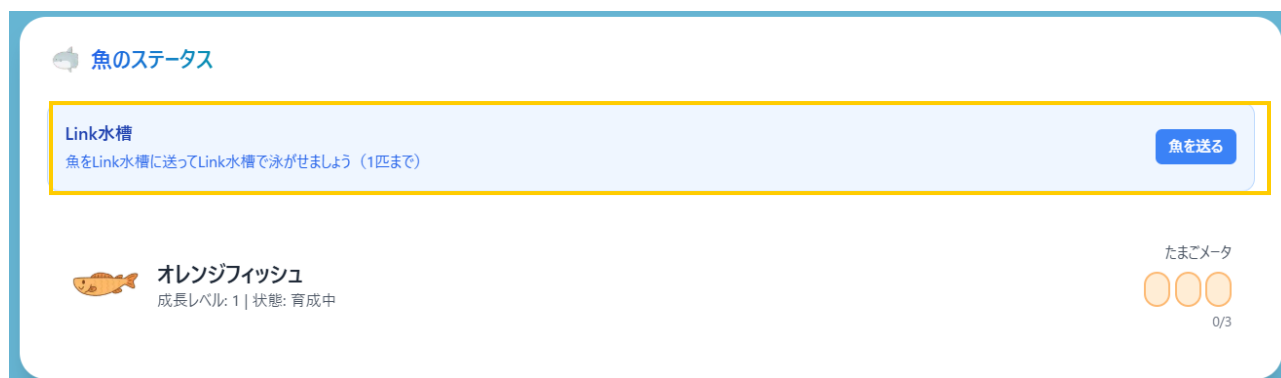 魚のステータス
Link水槽
魚をLink水槽に送ってLink水槽で泳がせましょう（1匹まで）
魚を送る
オレンジフィッシュ
成長レベル: 1 | 状態: 育成中
たまごメータ
0/3